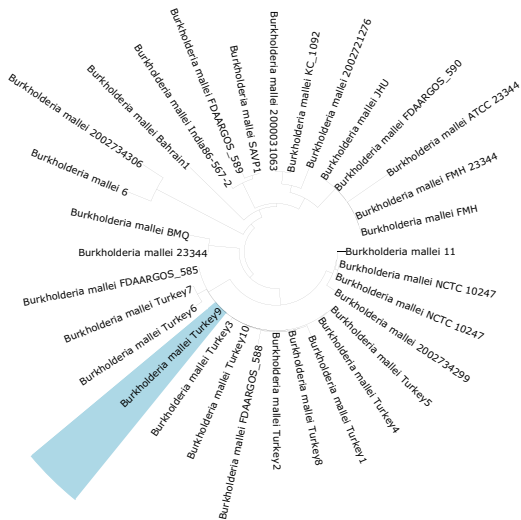 Burkholderia mallei 11
Burkholderia mallei FMH
Burkholderia mallei FMH 23344
Burkholderia mallei ATCC 23344
Burkholderia mallei FDAARGOS_590
Burkholderia mallei JHU
Burkholderia mallei 2002721276
Burkholderia mallei KC_1092
Burkholderia mallei 2000031063
Burkholderia mallei SAVP1
Burkholderia mallei FDAARGOS_589
Burkholderia mallei India86-567-2
Burkholderia mallei Bahrain1
Burkholderia mallei 2002734306
Burkholderia mallei 6
Burkholderia mallei BMQ
Burkholderia mallei 23344
Burkholderia mallei FDAARGOS_585
Burkholderia mallei Turkey7
Burkholderia mallei Turkey6
Burkholderia mallei Turkey9
Burkholderia mallei Turkey3
Burkholderia mallei Turkey10
Burkholderia mallei FDAARGOS_588
Burkholderia mallei Turkey2
Burkholderia mallei Turkey8
Burkholderia mallei Turkey1
Burkholderia mallei Turkey4
Burkholderia mallei Turkey5
Burkholderia mallei 2002734299
Burkholderia mallei NCTC 10247
Burkholderia mallei NCTC 10247